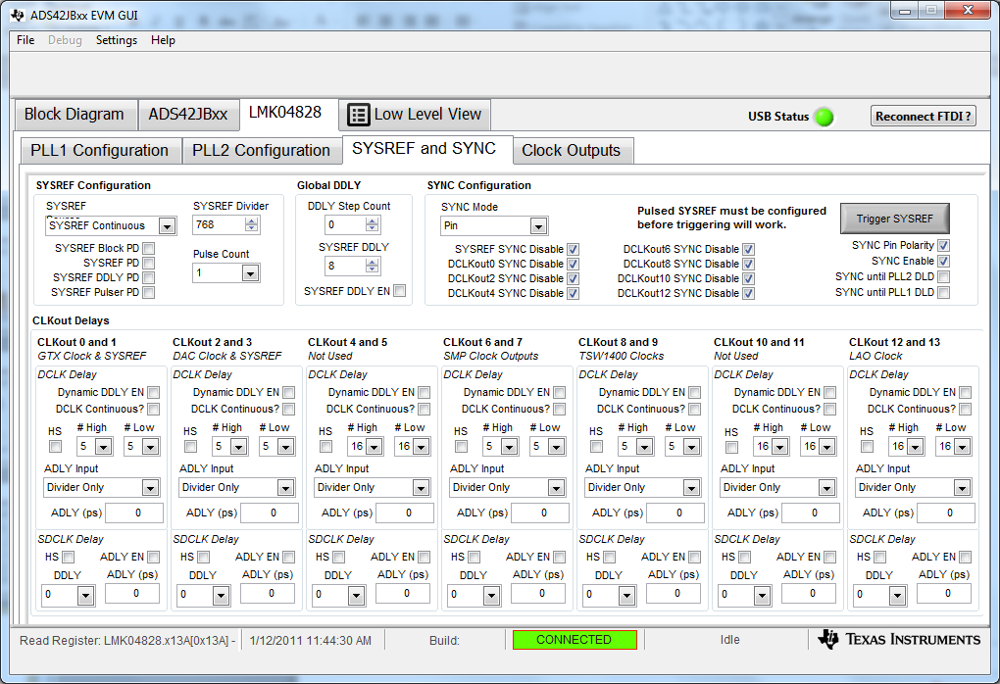 ADS42JBxx EVM GUI
File Debug Settings Help
Block Diagram ADS42JBxx LMK04828 Low Level View USB Status Reconnect FTDI ?
PLL1 Configuration PLL2 Configuration SYSREF and SYNC Clock Outputs
SYSREF Configuration Global DDLY SYNC Configuration
SYSREF SYSREF Divider DDLY Step Count SYNC Mode Pulsed SYSREF must be configured
before triggering will work.
SYSREF Continuous 768 0 Pin Trigger SYSREF
SYSREF Block PD Pulse Count SYSREF DDLY SYSREF SYNC Disable DCLKout6 SYNC Disable SYNC Pin Polarity
SYSREF PD 1 8 DCLKout0 SYNC Disable DCLKout8 SYNC Disable SYNC Enable
SYSREF DDLY PD DCLKout2 SYNC Disable DCLKout10 SYNC Disable SYNC until PLL2 DLD
SYSREF Pulser PD SYSREF DDLY EN DCLKout4 SYNC Disable DCLKout12 SYNC Disable SYNC until PLL1 DLD
CLKout Delays
CLKout 0 and 1 CLKout 2 and 3 CLKout 4 and 5 CLKout 6 and 7 CLKout 8 and 9 CLKout 10 and 11 CLKout 12 and 13
GTX Clock & SYSREF DAC Clock & SYSREF Not Used SMP Clock Outputs TSW1400 Clocks Not Used LAO Clock
DCLK Delay DCLK Delay DCLK Delay DCLK Delay DCLK Delay DCLK Delay DCLK Delay
Dynamic DDLY EN Dynamic DDLY EN Dynamic DDLY EN Dynamic DDLY EN Dynamic DDLY EN Dynamic DDLY EN Dynamic DDLY EN
DCLK Continuous? DCLK Continuous? DCLK Continuous? DCLK Continuous? DCLK Continuous? DCLK Continuous? DCLK Continuous?
HS # High # Low HS # High # Low HS # High # Low HS # High # Low HS # High # Low HS # High # Low HS # High # Low
5 5 5 5 16 16 5 5 5 5 16 16 16 16
ADLY Input ADLY Input ADLY Input ADLY Input ADLY Input ADLY Input ADLY Input
Divider Only Divider Only Divider Only Divider Only Divider Only Divider Only Divider Only
ADLY (ps) 0 ADLY (ps) 0 ADLY (ps) 0 ADLY (ps) 0 ADLY (ps) 0 ADLY (ps) 0 ADLY (ps) 0
SDCLK Delay SDCLK Delay SDCLK Delay SDCLK Delay SDCLK Delay SDCLK Delay SDCLK Delay
HS ADLY EN HS ADLY EN HS ADLY EN HS ADLY EN HS ADLY EN HS ADLY EN HS ADLY EN
DDLY ADLY (ps) DDLY ADLY (ps) DDLY ADLY (ps) DDLY ADLY (ps) DDLY ADLY (ps) DDLY ADLY (ps) DDLY ADLY (ps)
0 0 0 0 0 0 0 0 0 0 0 0 0 0
Read Register: LMK04828.x13A[0x13A] - 1/12/2011 11:44:30 AM Build: CONNECTED Idle TEXAS INSTRUMENTS